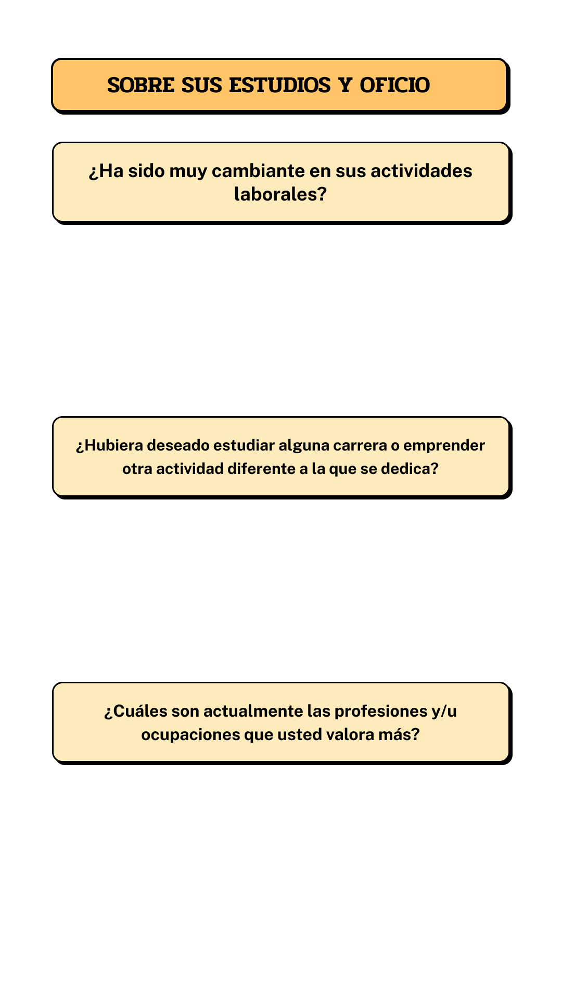 SOBRE SUS ESTUDIOS Y OFICIO
¿Ha sido muy cambiante en sus actividades
laborales?
¿Hubiera deseado estudiar alguna carrera o emprender
otra actividad diferente a la que se dedica?
¿Cuáles son actualmente las profesiones y/u
ocupaciones que usted valora más?